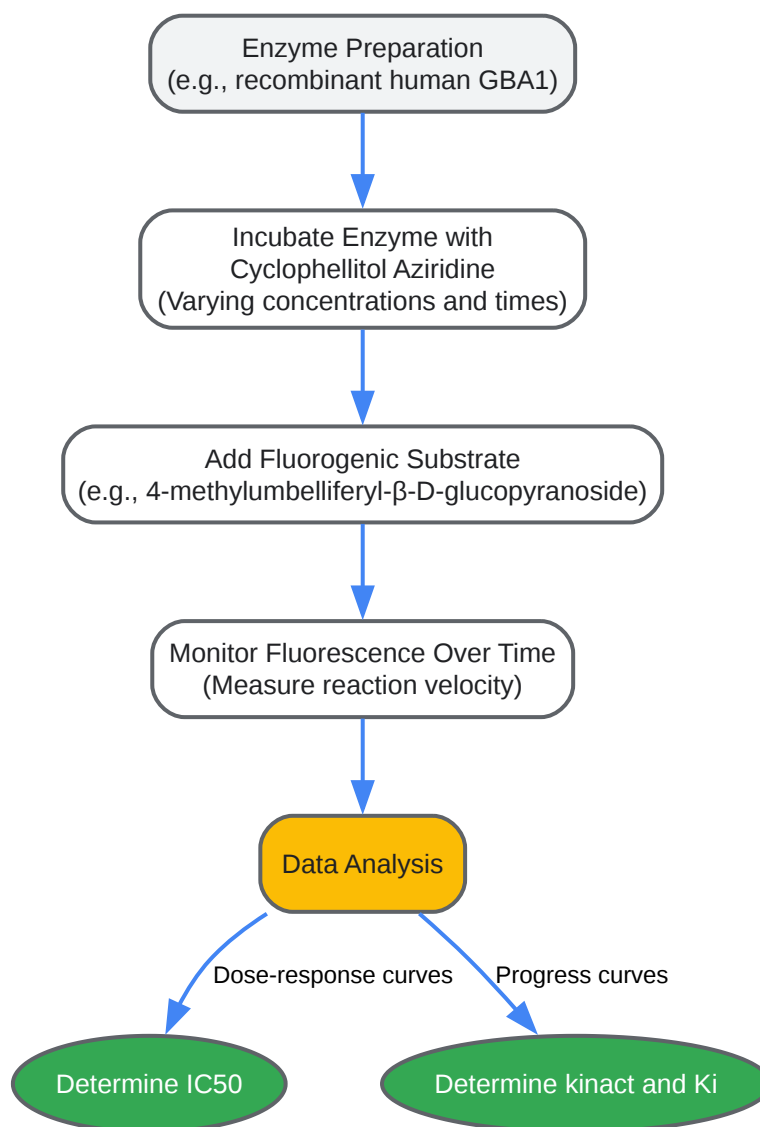 Enzyme Preparation
(e.g., recombinant human GBA1)
Incubate Enzyme with
Cyclophellitol Aziridine
(Varying concentrations and times)
Add Fluorogenic Substrate
(e.g., 4-methylumbelliferyl-β-D-glucopyranoside)
Monitor Fluorescence Over Time
(Measure reaction velocity)
Data Analysis
Dose-response curves
Progress curves
Determine IC50
Determine kinact and Ki